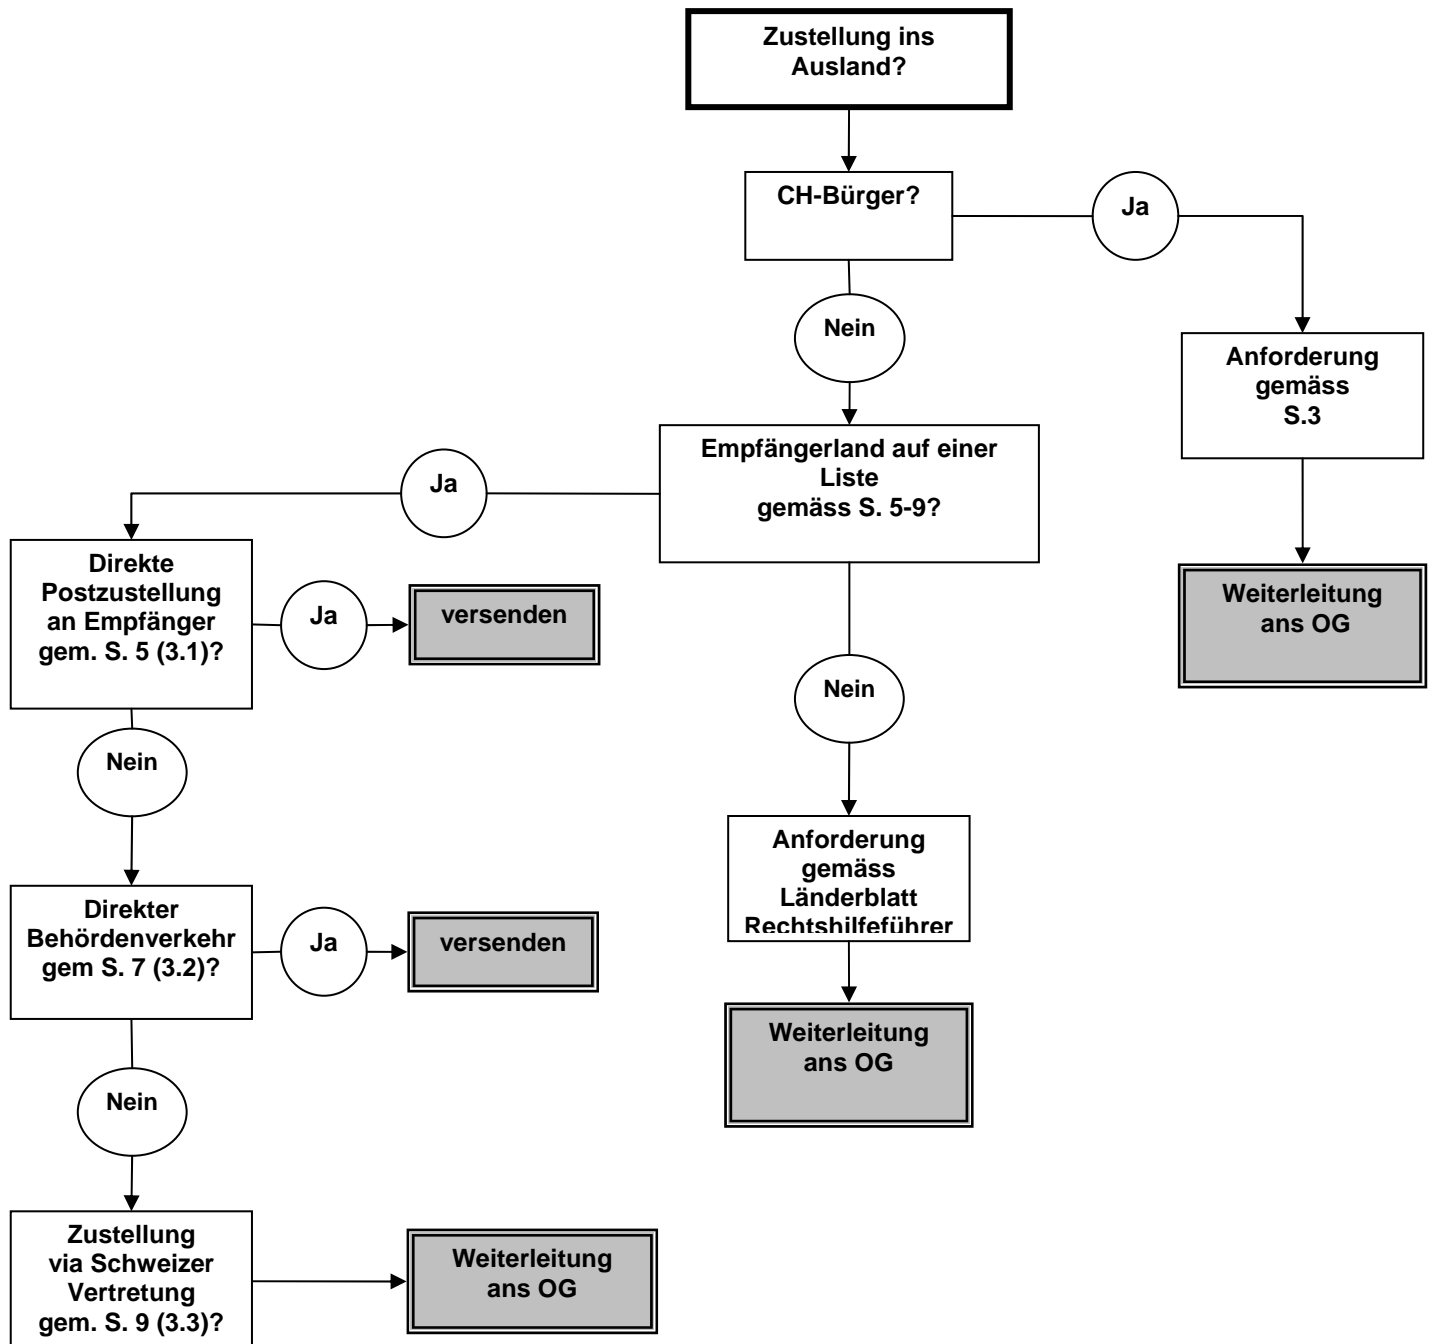 Zustellung ins
Ausland?
CH-Bürger?
Ja
Nein
Anforderung
gemäss
S.3
Empfängerland auf einer
Liste
gemäss S. 5-9?
Ja
Direkte
Postzustellung
an Empfänger
gem. S. 5 (3.1)?
Ja
versenden
Weiterleitung
ans OG
Nein
Nein
Anforderung
gemäss
Länderblatt
Rechtshilfeführer
Direkter
Behördenverkehr
gem S. 7 (3.2)?
Ja
versenden
Weiterleitung
ans OG
Nein
Zustellung
via Schweizer
Vertretung
gem. S. 9 (3.3)?
Weiterleitung
ans OG